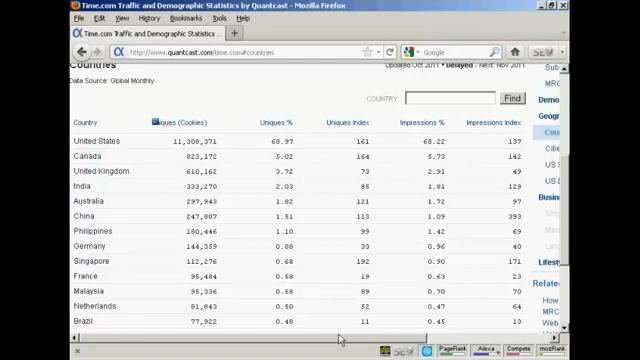 Time.com Traffic and Demographic Statistics by Quantcast - Mozilla Firefox
File Edit View History Bookmarks Tools Help
Time.com Traffic and Demographic Statistics ...
http://www.quantcast.com/time.com#countries
Google
Countries
Updated Oct 2011 • Delayed - Next: Nov 2011
Data Source: Global Monthly
COUNTRY: Find
Country Uniques (Cookies) Uniques % Uniques Index Impressions % Impressions Index
United States 11,308,371 68.97 161 68.22 137
Canada 823,172 5.02 164 5.73 142
United Kingdom 610,162 3.72 73 2.91 49
India 333,270 2.03 85 1.81 129
Australia 297,943 1.82 121 1.72 97
China 247,807 1.51 113 1.09 393
Philippines 180,446 1.10 99 1.42 69
Germany 144,359 0.88 33 0.96 40
Singapore 112,276 0.68 192 0.90 171
France 95,484 0.58 19 0.63 23
Malaysia 95,336 0.58 89 0.70 70
Netherlands 81,843 0.50 52 0.47 64
Brazil 77,922 0.48 11 0.45 13
Sub
MRC
Demo
Geogr
Coun
Cities
US S
US D
Busin
Lifest
Relate
How
MRC
PageRank Alexa Compete mozRank